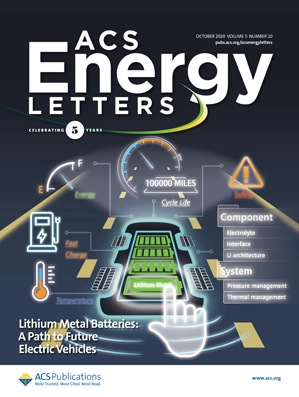 OCTOBER 2020 VOLUME 5 NUMBER 10
pubs.acs.org/acsenergyletters
ACS
Energy
LETTERS
CELEBRATING 5 YEARS
F
E
Energy
100000 MILES
Cycle Life
Safety
Fast
Charge
Component
Electrolyte
Interface
Li architecture
System
Pressure management
Thermal management
Temperature
Lithium Metal
Lithium Metal Batteries:
A Path to Future
Electric Vehicles
ACS Publications
Most Trusted. Most Cited. Most Read.
www.acs.org